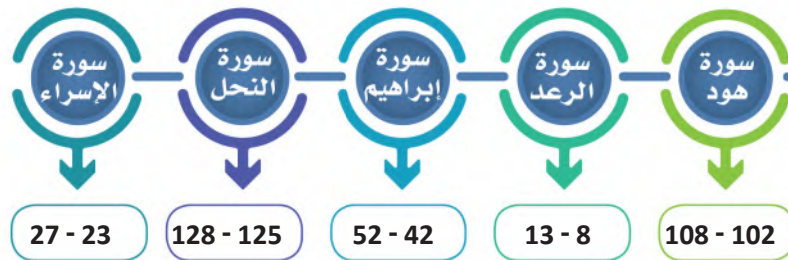 سورة
هود
سورة
الرعد
سورة
إبراهيم
سورة
النحل
سورة
الإسراء
108 - 102
13 - 8
52 - 42
128 - 125
27 - 23